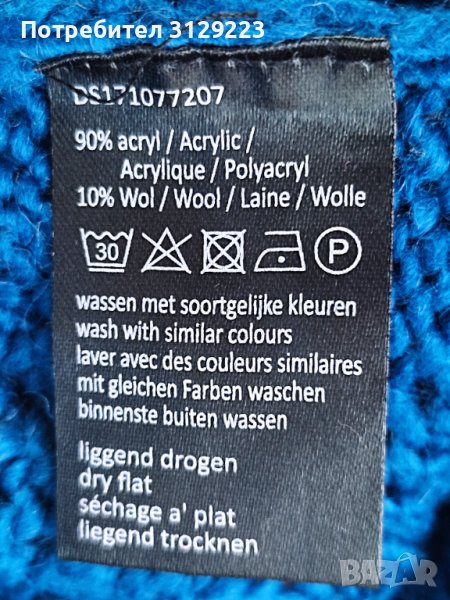 Потребител 3129223
DS171077207
90% acryl / Acrylic /
Acrylique / Polyacryl
10% Wol / Wool / Laine / Wolle
30 P
wassen met soortgelijke kleuren
wash with similar colours
laver avec des couleurs similaires
mit gleichen Farben waschen
binnenste buiten wassen
liggend drogen
dry flat
séchage a' plat
liegend trocknen
BAZAR